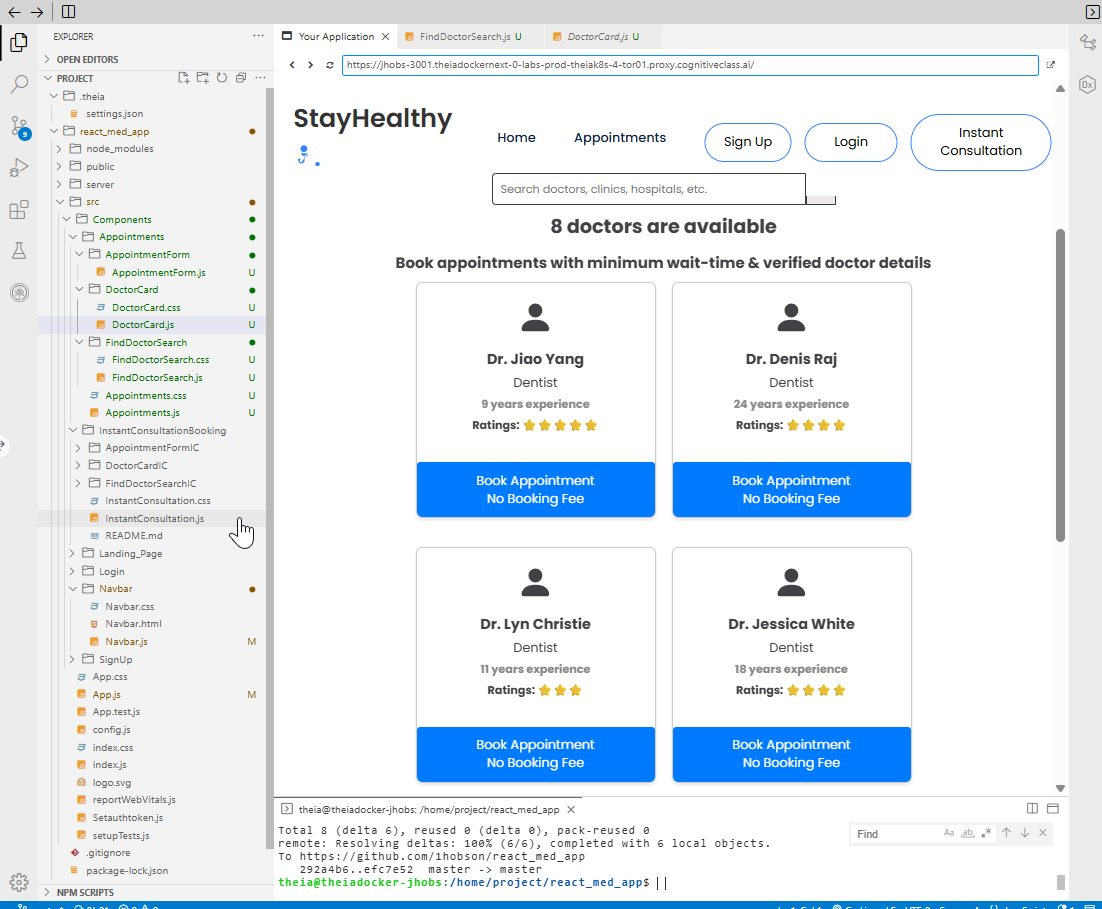 EXPLORER
OPEN EDITORS
PROJECT
.theia
settings.json
react_med_app
node_modules
public
server
src
Components
Appointments
AppointmentForm
AppointmentForm.js U
DoctorCard
DoctorCard.css U
DoctorCard.js U
FindDoctorSearch
FindDoctorSearch.css U
FindDoctorSearch.js U
Appointments.css U
Appointments.js U
InstantConsultationBooking
AppointmentFormIC
DoctorCardIC
FindDoctorSearchIC
InstantConsultation.css
InstantConsultation.js
README.md
Landing_Page
Login
Navbar
Navbar.css
Navbar.html
Navbar.js M
SignUp
App.css
App.js M
App.test.js
config.js
index.css
index.js
logo.svg
reportWebVitals.js
Setauthtoken.js
setupTests.js
.gitignore
package-lock.json
NPM SCRIPTS
9
Your Application
FindDoctorSearch.js U
DoctorCard.js U
https://jhobs-3001.theiadockernext-0-labs-prod-theiak8s-4-tor01.proxy.cognitiveclass.ai/
StayHealthy
Home
Appointments
Sign Up
Login
Instant
Consultation
Search doctors, clinics, hospitals, etc.
8 doctors are available
Book appointments with minimum wait-time & verified doctor details
Dr. Jiao Yang
Dentist
9 years experience
Ratings:
Book Appointment
No Booking Fee
Dr. Denis Raj
Dentist
24 years experience
Ratings:
Book Appointment
No Booking Fee
Dr. Lyn Christie
Dentist
11 years experience
Ratings:
Book Appointment
No Booking Fee
Dr. Jessica White
Dentist
18 years experience
Ratings:
Book Appointment
No Booking Fee
0x
theia@theiadocker-jhobs: /home/project/react_med_app
Find
Aa
ab
.*
Total 8 (delta 6), reused 0 (delta 0), pack-reused 0
remote: Resolving deltas: 100% (6/6), completed with 6 local objects.
To https://github.com/1hobson/react_med_app
292a4b6..efc7e52  master -> master
theia@theiadocker-jhobs:/home/project/react_med_app$